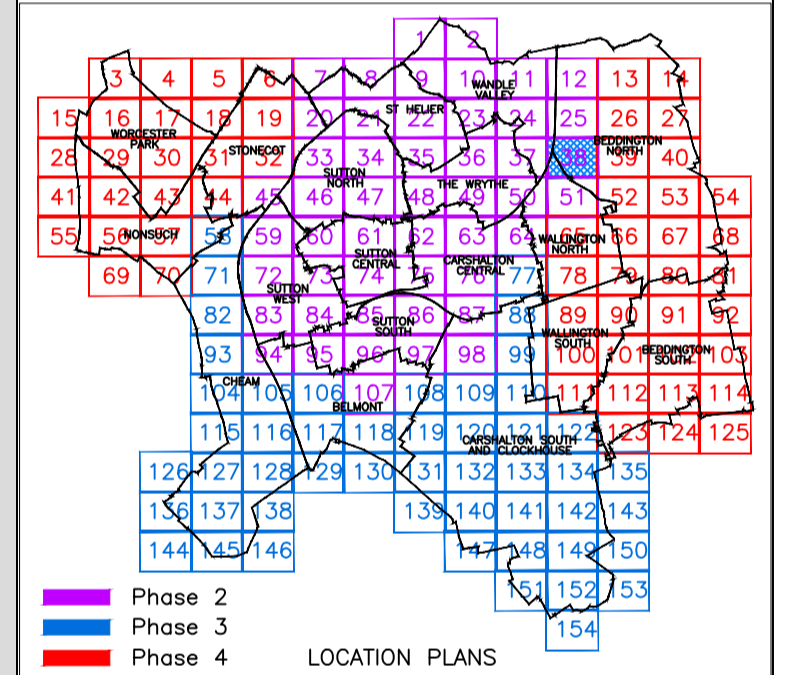 1 2
3 4 5 6 7 8 9 10 11 12 13 14
WANDLE
VALLEY
15 16 17 18 19 20 21 22 23 24 25 26 27
ST HELIER
WORCESTER
PARK
STONECOT
BEDDINGTON
NORTH
28 29 30 31 32 33 34 35 36 37 38 39 40
SUTTON
NORTH
THE WRYTHE
41 42 43 44 45 46 47 48 49 50 51 52 53 54
55 56 57 58 59 60 61 62 63 64 65 66 67 68
NONSUCH
WALLINGTON
NORTH
SUTTON
CENTRAL
CARSHALTON
CENTRAL
69 70 71 72 73 74 75 76 77 78 79 80 81
SUTTON
WEST
82 83 84 85 86 87 88 89 90 91 92
SUTTON
SOUTH
WALLINGTON
SOUTH
93 94 95 96 97 98 99 100 101 102 103
BEDDINGTON
SOUTH
CHEAM
104 105 106 107 108 109 110 111 112 113 114
BELMONT
115 116 117 118 119 120 121 122 123 124 125
CARSHALTON SOUTH
AND CLOCKHOUSE
126 127 128 129 130 131 132 133 134 135
136 137 138 139 140 141 142 143
144 145 146 147 148 149 150
151 152 153
154
Phase 2
Phase 3
Phase 4
LOCATION PLANS